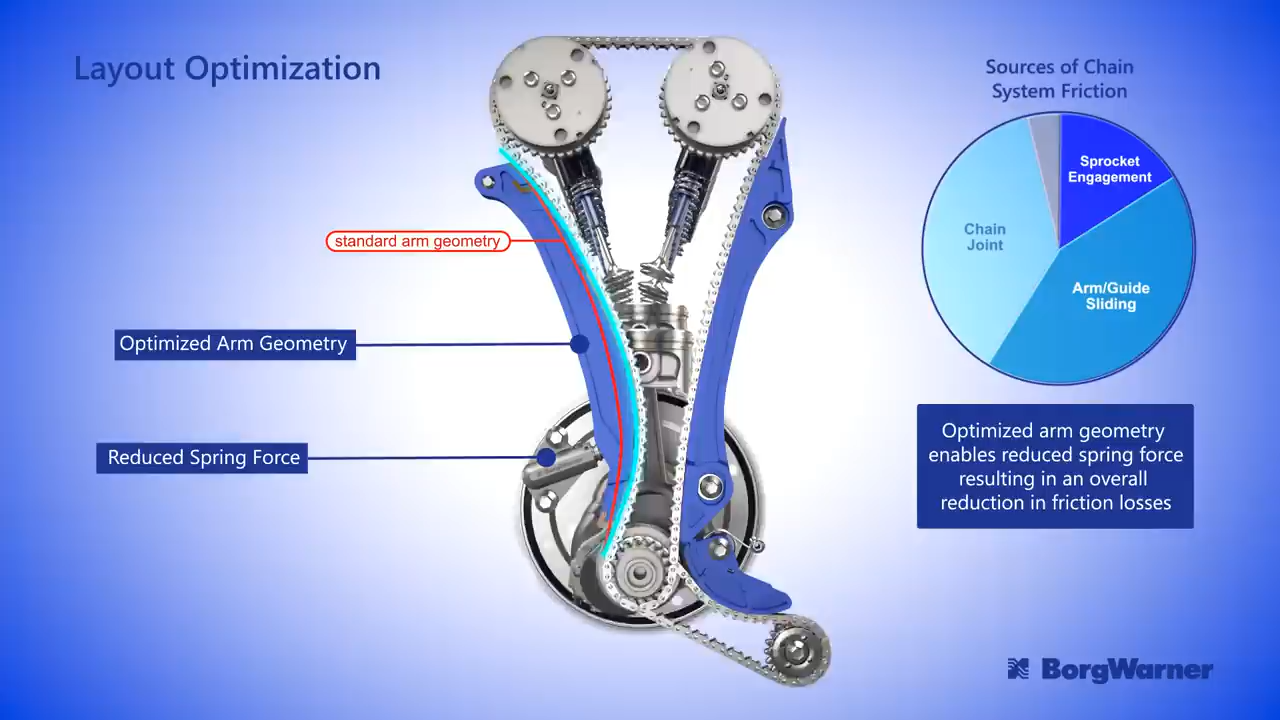 Layout Optimization
standard arm geometry
Optimized Arm Geometry
Reduced Spring Force
Sources of Chain
System Friction
Sprocket
Engagement
Chain
Joint
Arm/Guide
Sliding
Optimized arm geometry
enables reduced spring force
resulting in an overall
reduction in friction losses
BorgWarner